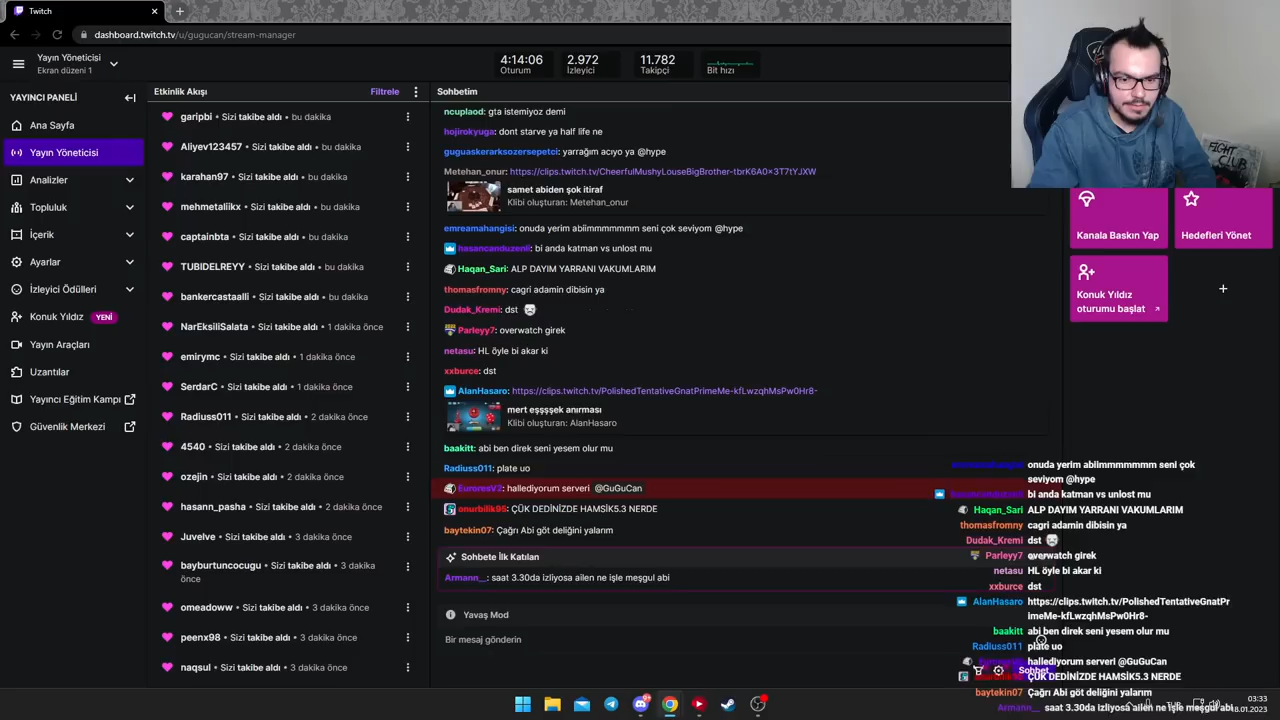 Twitch
dashboard.twitch.tv/u/gugucan/stream-manager
Yayın Yöneticisi
Ekran düzeni 1
4:14:06
Oturum
2.972
İzleyici
11.782
Takipçi
Bit hızı
YAYINCI PANELİ
Ana Sayfa
Yayın Yöneticisi
Analizler
Topluluk
İçerik
Ayarlar
İzleyici Ödülleri
Konuk Yıldız YENİ
Yayın Araçları
Uzantılar
Yayıncı Eğitim Kampı
Güvenlik Merkezi
Etkinlik Akışı Filtrele
garipbi • Sizi takibe aldı • bu dakika
Aliyev123457 • Sizi takibe aldı • bu dakika
karahan97 • Sizi takibe aldı • bu dakika
mehmetaliikx • Sizi takibe aldı • bu dakika
captainbta • Sizi takibe aldı • bu dakika
TUBIDELREYY • Sizi takibe aldı • bu dakika
bankercastaalli • Sizi takibe aldı • bu dakika
NarEksiliSalata • Sizi takibe aldı • 1 dakika önce
emirymc • Sizi takibe aldı • 1 dakika önce
SerdarC • Sizi takibe aldı • 1 dakika önce
Radiuss011 • Sizi takibe aldı • 2 dakika önce
4540 • Sizi takibe aldı • 2 dakika önce
ozejin • Sizi takibe aldı • 2 dakika önce
hasann_pasha • Sizi takibe aldı • 2 dakika önce
Juvelve • Sizi takibe aldı • 3 dakika önce
bayburtuncocugu • Sizi takibe aldı • 3 dakika
önce
omeadoww • Sizi takibe aldı • 3 dakika önce
peenx98 • Sizi takibe aldı • 3 dakika önce
naqsul • Sizi takibe aldı • 3 dakika önce
Sohbetim
ncuplaod: gta istemiyoz demi
hojirokyuga: dont starve ya half life ne
guguaskerarksozersepetci: yarrağım acıyo ya @hype
Metehan_onur: https://clips.twitch.tv/CheerfulMushyLouseBigBrother-tbrK6A0x3T7tYJXW
samet abiden şok itiraf
Klibi oluşturan: Metehan_onur
emreamahangisi: onuda yerim abiimmmmmmm seni çok seviyom @hype
hasancanduzenli: bi anda katman vs unlost mu
Haqan_Sari: ALP DAYIM YARRANI VAKUMLARIM
thomasfromny: cagri adamin dibisin ya
Dudak_Kremi: dst
Parleyy7: overwatch girek
netasu: HL öyle bi akar ki
xxburce: dst
AlanHasaro: https://clips.twitch.tv/PolishedTentativeGnatPrimeMe-kfLwzqhMsPw0Hr8-
mert eşşşşek anırması
Klibi oluşturan: AlanHasaro
baakitt: abi ben direk seni yesem olur mu
Radiuss011: plate uo
EuroresV2: hallediyorum serveri @GuGuCan
onurbilik95: ÇÜK DEDİNİZDE HAMSİK5.3 NERDE
baytekin07: Çağrı Abi göt deliğini yalarım
Sohbete İlk Katılan
Armann__: saat 3.30da izliyosa ailen ne işle meşgul abi
Yavaş Mod
Bir mesaj gönderin
Sohbet
FIGHT
CLUB
Kanala Baskın Yap
Hedefleri Yönet
Konuk Yıldız
oturumu başlat
onuda yerim abiimmmmmmm seni çok
seviyom @hype
bi anda katman vs unlost mu
Haqan_Sari ALP DAYIM YARRANI VAKUMLARIM
thomasfromny cagri adamin dibisin ya
Dudak_Kremi dst
Parleyy7 overwatch girek
netasu HL öyle bi akar ki
xxburce dst
AlanHasaro https://clips.twitch.tv/PolishedTentativeGnatPr
imeMe-kfLwzqhMsPw0Hr8-
baakitt abi ben direk seni yesem olur mu
Radiuss011 plate uo
hallediyorum serveri @GuGuCan
ÇÜK DEDİNİZDE HAMSİK5.3 NERDE
baytekin07 Çağrı Abi göt deliğini yalarım
Armann__ saat 3.30da izliyosa ailen ne işle meşgul abi
03:33
18.01.2023